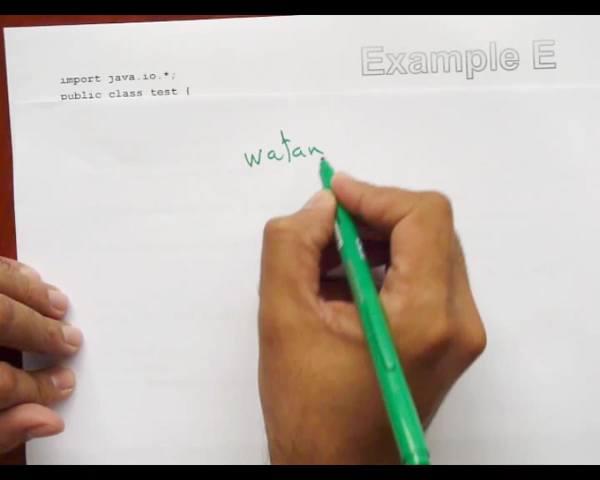 Example E
import java.io.*;
public class test {
watan